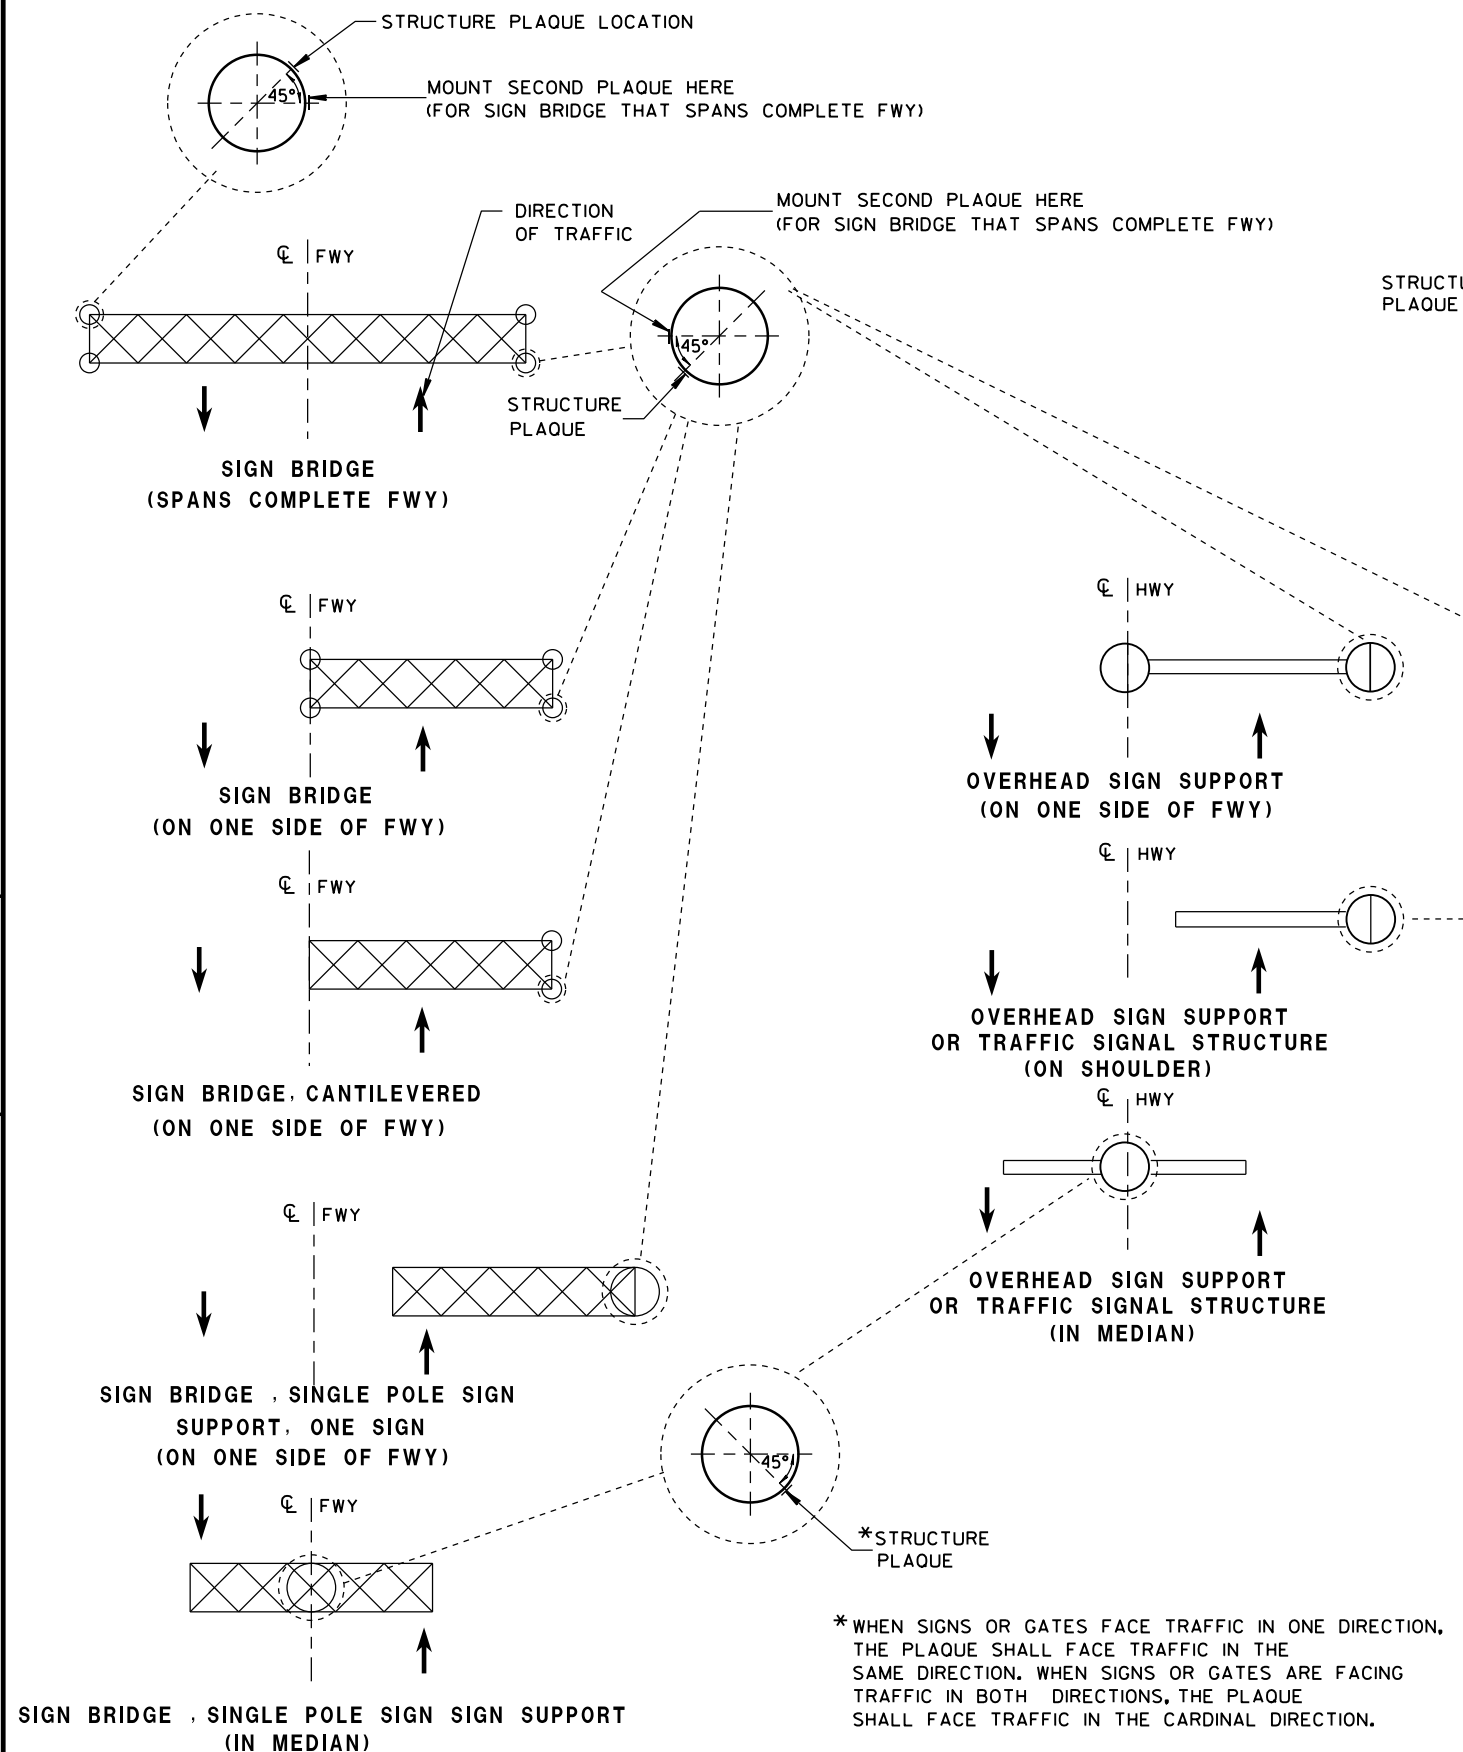 STRUCTURE PLAQUE LOCATION
45°
MOUNT SECOND PLAQUE HERE
(FOR SIGN BRIDGE THAT SPANS COMPLETE FWY)
DIRECTION
OF TRAFFIC
MOUNT SECOND PLAQUE HERE
(FOR SIGN BRIDGE THAT SPANS COMPLETE FWY)
℄ FWY
STRUCTU
PLAQUE
45°
STRUCTURE
PLAQUE
SIGN BRIDGE
(SPANS COMPLETE FWY)
℄ FWY
SIGN BRIDGE
(ON ONE SIDE OF FWY)
℄ HWY
OVERHEAD SIGN SUPPORT
(ON ONE SIDE OF FWY)
℄ FWY
SIGN BRIDGE, CANTILEVERED
(ON ONE SIDE OF FWY)
℄ HWY
OVERHEAD SIGN SUPPORT
OR TRAFFIC SIGNAL STRUCTURE
(ON SHOULDER)
℄ HWY
OVERHEAD SIGN SUPPORT
OR TRAFFIC SIGNAL STRUCTURE
(IN MEDIAN)
℄ FWY
SIGN BRIDGE , SINGLE POLE SIGN
SUPPORT, ONE SIGN
(ON ONE SIDE OF FWY)
45°
*STRUCTURE
PLAQUE
℄ FWY
SIGN BRIDGE , SINGLE POLE SIGN SIGN SUPPORT
(IN MEDIAN)
* WHEN SIGNS OR GATES FACE TRAFFIC IN ONE DIRECTION,
THE PLAQUE SHALL FACE TRAFFIC IN THE
SAME DIRECTION. WHEN SIGNS OR GATES ARE FACING
TRAFFIC IN BOTH DIRECTIONS, THE PLAQUE
SHALL FACE TRAFFIC IN THE CARDINAL DIRECTION.